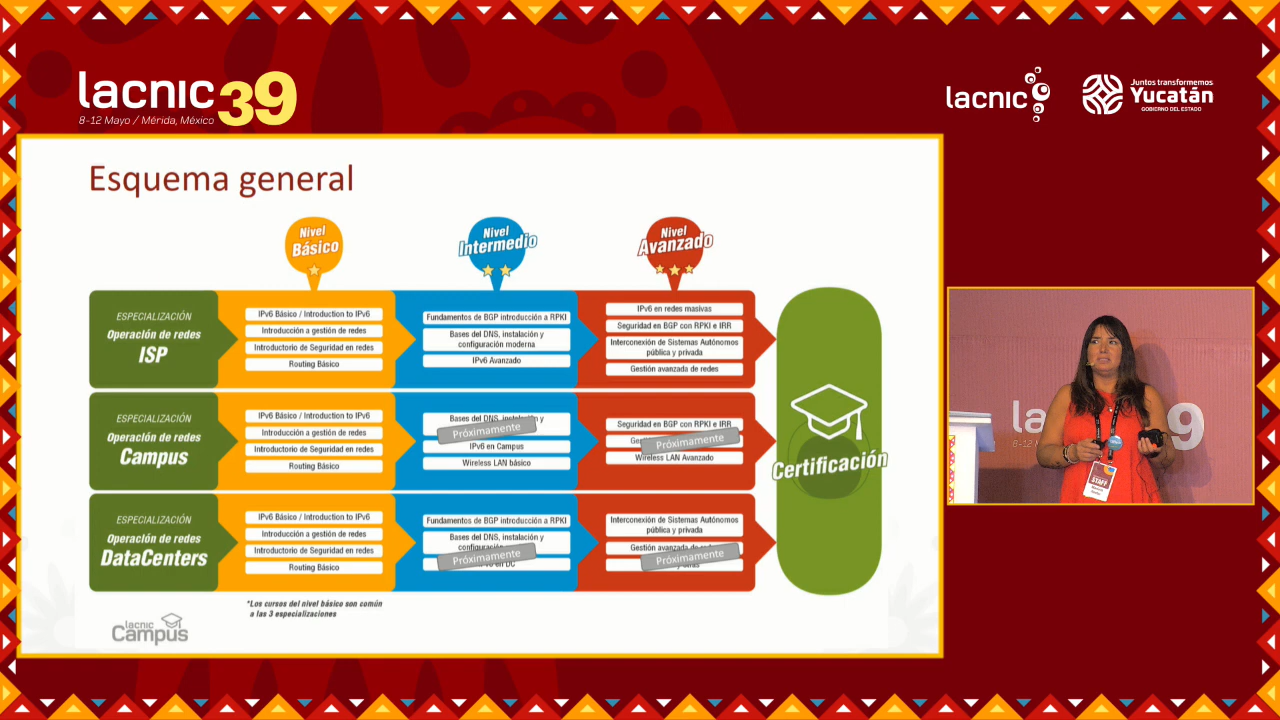 lacnic39
8-12 Mayo / Mérida, México
lacnic
Juntos transformemos
Yucatán
GOBIERNO DEL ESTADO
Esquema general
Nivel
Básico
Nivel
Intermedio
Nivel
Avanzado
ESPECIALIZACIÓN
Operación de redes
ISP
IPv6 Básico / Introduction to IPv6
Introducción a gestión de redes
Introductorio de Seguridad en redes
Routing Básico
Fundamentos de BGP introducción a RPKI
Bases del DNS, instalación y
configuración moderna
IPv6 Avanzado
IPv6 en redes masivas
Seguridad en BGP con RPKI e IRR
Interconexión de Sistemas Autónomos
pública y privada
Gestión avanzada de redes
ESPECIALIZACIÓN
Operación de redes
Campus
IPv6 Básico / Introduction to IPv6
Introducción a gestión de redes
Introductorio de Seguridad en redes
Routing Básico
Bases del DNS, instalación y
Próximamente
IPv6 en Campus
Wireless LAN básico
Seguridad en BGP con RPKI e IRR
Próximamente
Wireless LAN Avanzado
ESPECIALIZACIÓN
Operación de redes
DataCenters
IPv6 Básico / Introduction to IPv6
Introducción a gestión de redes
Introductorio de Seguridad en redes
Routing Básico
Fundamentos de BGP introducción a RPKI
Bases del DNS, instalación y
Próximamente
en DC
Interconexión de Sistemas Autónomos
pública y privada
Gestión avanzada
Próximamente
Certificación
*Los cursos del nivel básico son común
a las 3 especializaciones
lacnic
Campus
la
9
8-12 M
STAFF